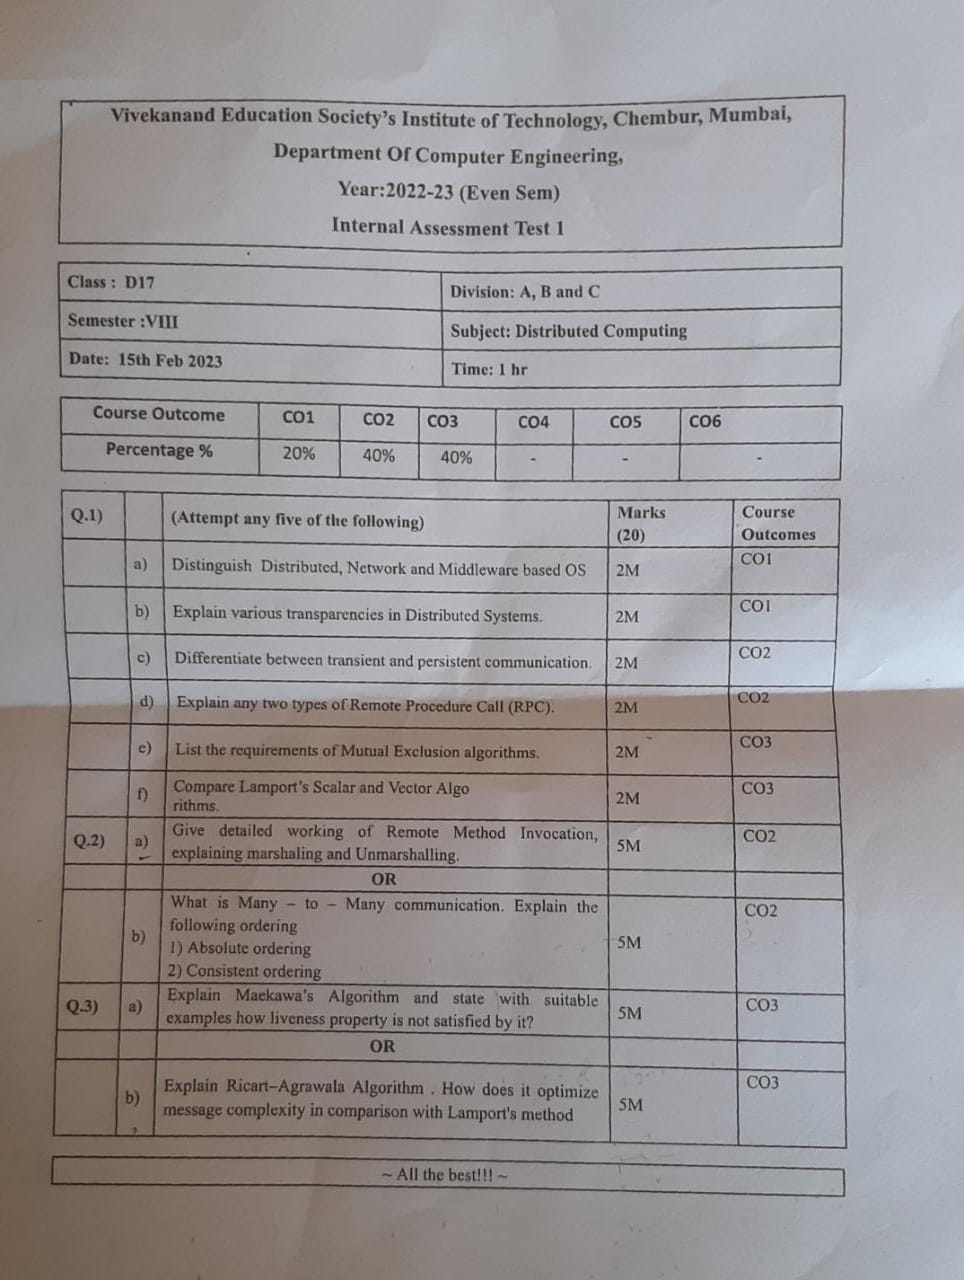 Vivekanand Education Society's Institute of Technology, Chembur, Mumbai,
Department Of Computer Engineering,
Year:2022-23 (Even Sem)
Internal Assessment Test 1
Class : D17
Division: A, B and C
Semester :VIII
Subject: Distributed Computing
Date: 15th Feb 2023
Time: 1 hr
Course Outcome CO1 CO2 CO3 CO4 CO5 CO6
Percentage % 20% 40% 40% - - -
Q.1) (Attempt any five of the following) Marks Course
(20) Outcomes
a) Distinguish Distributed, Network and Middleware based OS 2M CO1
b) Explain various transparencies in Distributed Systems. 2M CO1
c) Differentiate between transient and persistent communication. 2M CO2
d) Explain any two types of Remote Procedure Call (RPC). 2M CO2
e) List the requirements of Mutual Exclusion algorithms. 2M CO3
f) Compare Lamport's Scalar and Vector Algo 2M CO3
rithms.
Q.2) a) Give detailed working of Remote Method Invocation, 5M CO2
explaining marshaling and Unmarshalling.
OR
b) What is Many – to – Many communication. Explain the 5M CO2
following ordering
1) Absolute ordering
2) Consistent ordering
Q.3) a) Explain Maekawa's Algorithm and state with suitable 5M CO3
examples how liveness property is not satisfied by it?
OR
b) Explain Ricart–Agrawala Algorithm . How does it optimize 5M CO3
message complexity in comparison with Lamport's method
~ All the best!!! ~